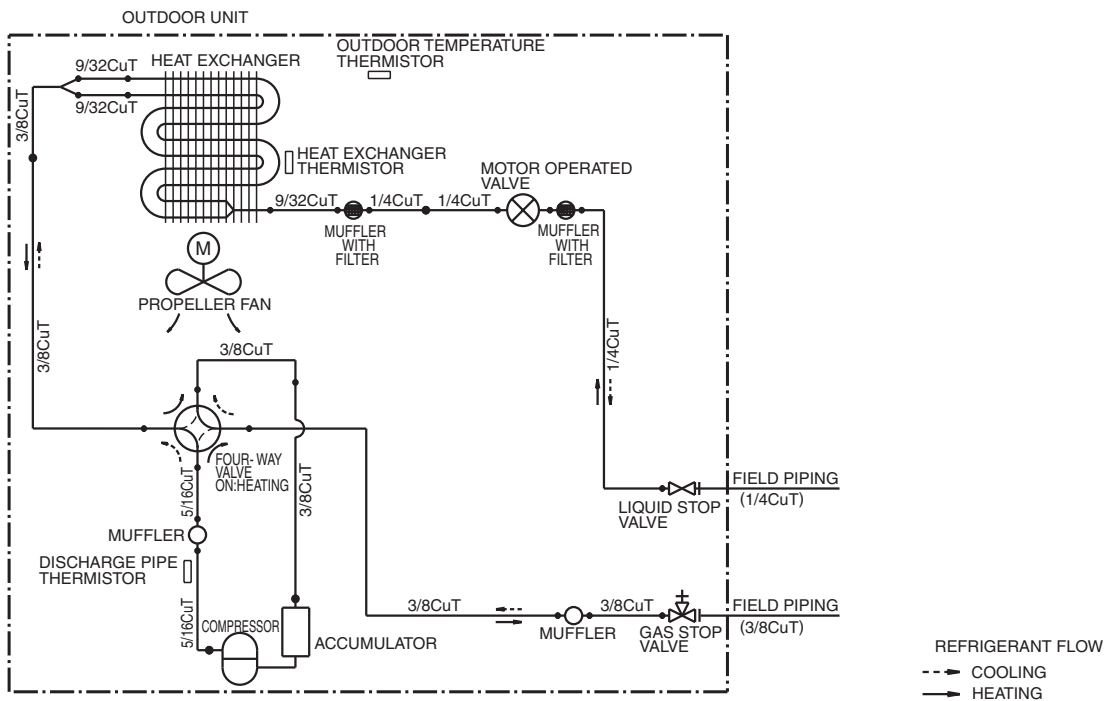 OUTDOOR UNIT
OUTDOOR TEMPERATURE
THERMISTOR
HEAT EXCHANGER
9/32CuT
9/32CuT
3/8CuT
HEAT EXCHANGER
THERMISTOR
MOTOR OPERATED
VALVE
9/32CuT
1/4CuT
1/4CuT
MUFFLER
WITH
FILTER
MUFFLER
WITH
FILTER
M
PROPELLER FAN
3/8CuT
3/8CuT
1/4CuT
FOUR- WAY
VALVE
ON:HEATING
5/16CuT
3/8CuT
FIELD PIPING
(1/4CuT)
LIQUID STOP
VALVE
MUFFLER
DISCHARGE PIPE
THERMISTOR
5/16CuT
COMPRESSOR
ACCUMULATOR
3/8CuT
3/8CuT
MUFFLER
GAS STOP
VALVE
FIELD PIPING
(3/8CuT)
REFRIGERANT FLOW
COOLING
HEATING